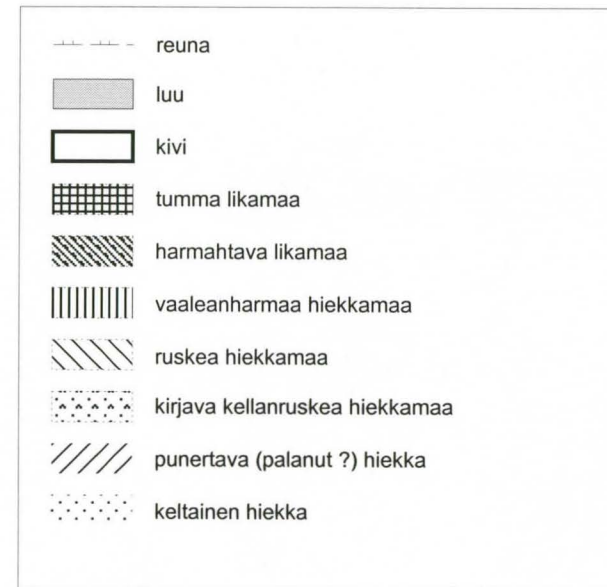 reuna
luu
kivi
tumma likamaa
harmahtava likamaa
vaaleanharmaa hiekkamaa
ruskea hiekkamaa
kirjava kellanruskea hiekkamaa
punertava (palanut ?) hiekka
keltainen hiekka